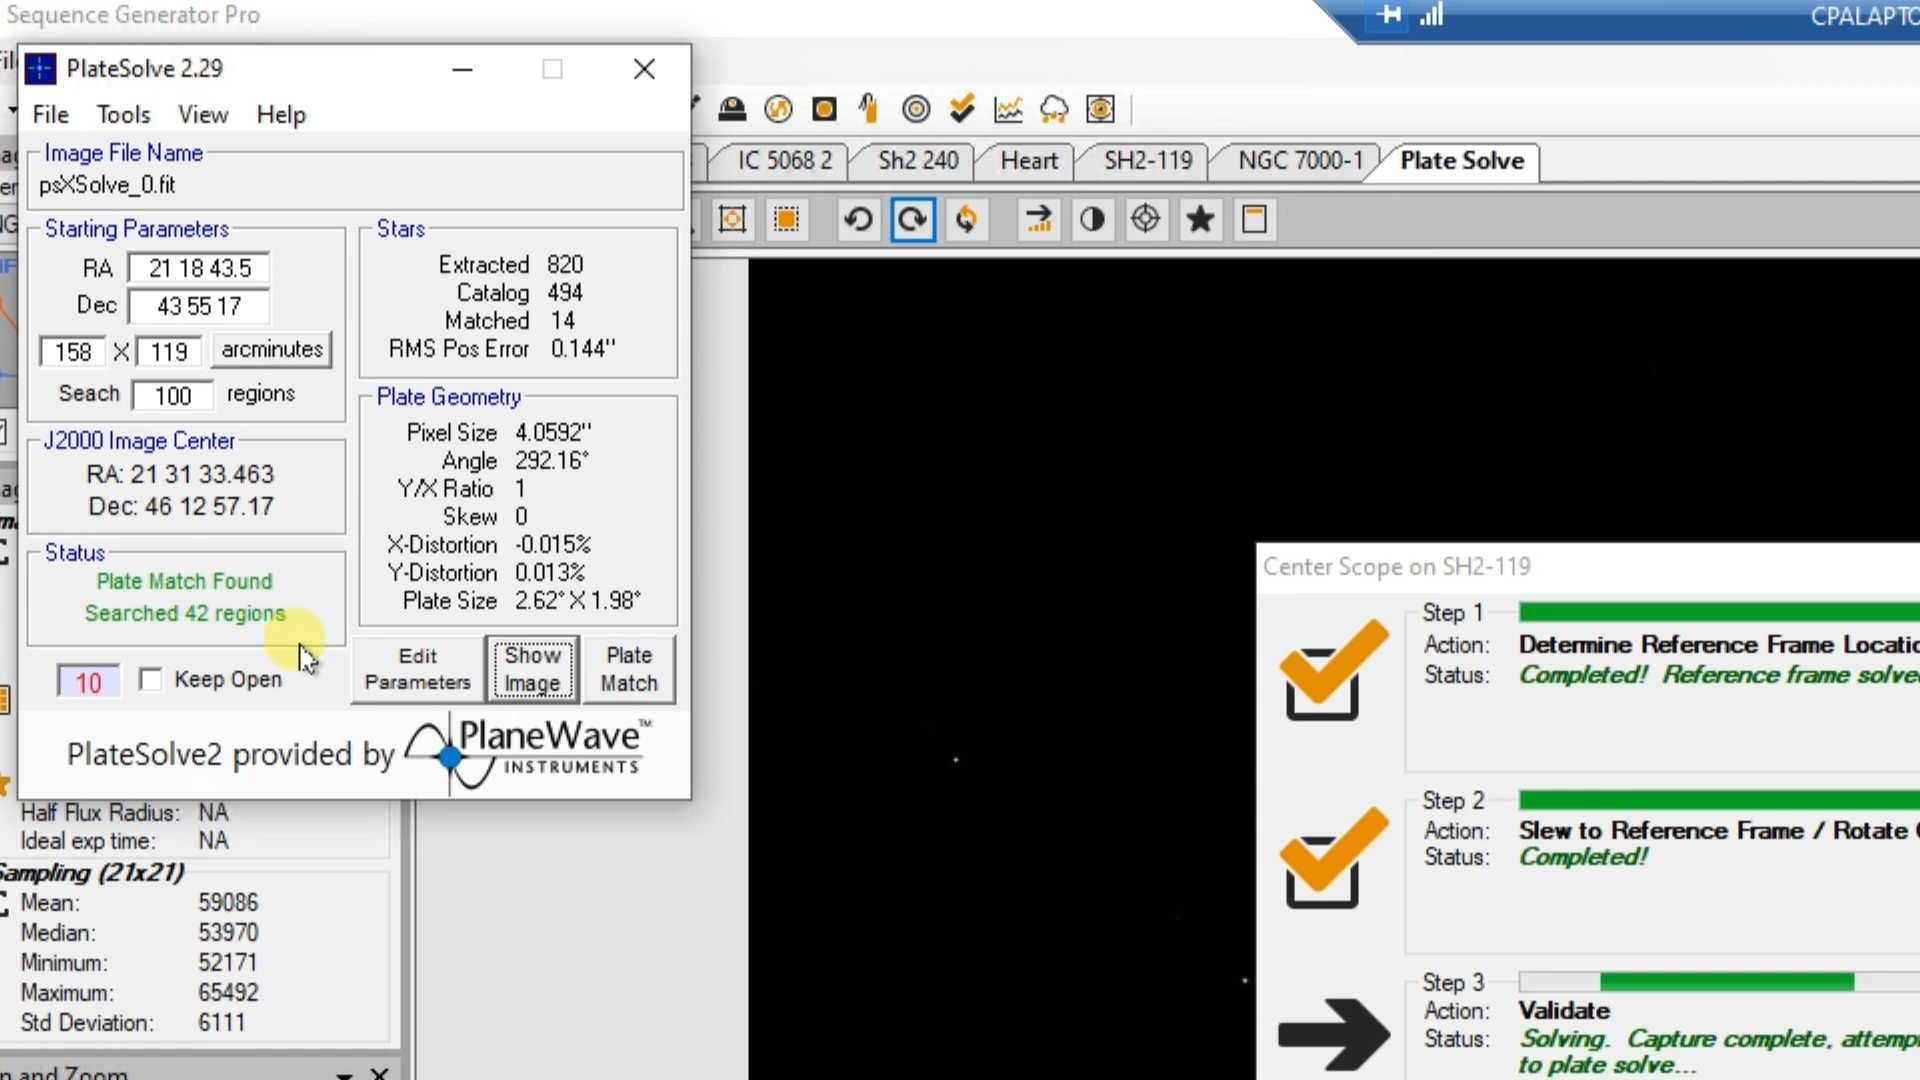 Sequence Generator Pro
CPALAPTO
PlateSolve 2.29
File Tools View Help
IC 5068 2
Sh2 240
Heart
SH2-119
NGC 7000-1
Plate Solve
Image File Name
psXSolve_0.fit
Starting Parameters
RA 21 18 43.5
Dec 43 55 17
158 X 119 arcminutes
Seach 100 regions
J2000 Image Center
RA: 21 31 33.463
Dec: 46 12 57.17
Status
Plate Match Found
Searched 42 regions
10 Keep Open
Stars
Extracted 820
Catalog 494
Matched 14
RMS Pos Error 0.144''
Plate Geometry
Pixel Size 4.0592''
Angle 292.16°
Y/X Ratio 1
Skew 0
X-Distortion -0.015%
Y-Distortion 0.013%
Plate Size 2.62° X 1.98°
Edit Parameters
Show Image
Plate Match
PlateSolve2 provided by
PlaneWave™
INSTRUMENTS
Half Flux Radius: NA
Ideal exp time: NA
Sampling (21x21)
Mean: 59086
Median: 53970
Minimum: 52171
Maximum: 65492
Std Deviation: 6111
n and Zoom
Center Scope on SH2-119
Step 1
Action: Determine Reference Frame Locatio
Status: Completed! Reference frame solve
Step 2
Action: Slew to Reference Frame / Rotate
Status: Completed!
Step 3
Action: Validate
Status: Solving. Capture complete, attemp
to plate solve...